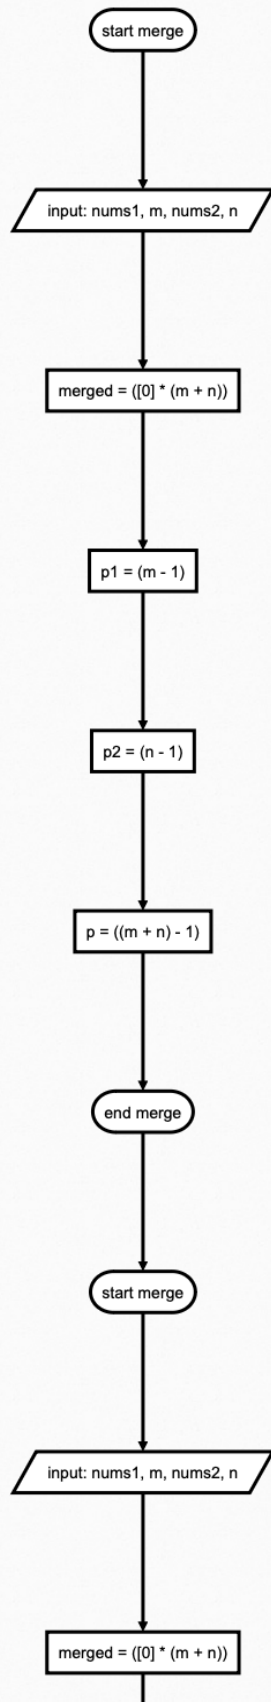 start merge
input: nums1, m, nums2, n
merged = ([0] * (m + n))
p1 = (m - 1)
p2 = (n - 1)
p = ((m + n) - 1)
end merge
start merge
input: nums1, m, nums2, n
merged = ([0] * (m + n))